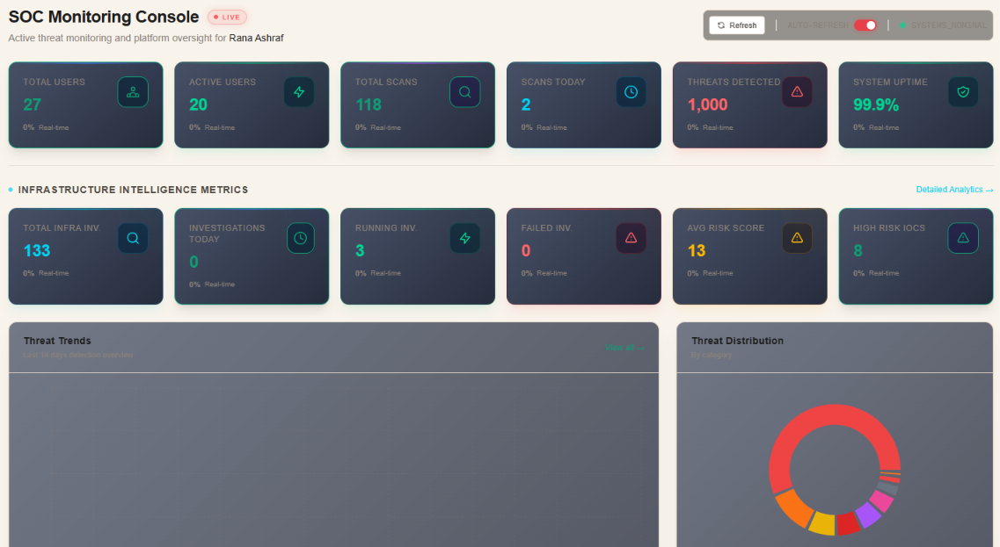 SOC Monitoring Console
LIVE
Active threat monitoring and platform oversight for Rana Ashraf
Refresh
AUTO-REFRESH
SYSTEMS_NOMINAL
TOTAL USERS
27
0% Real-time
ACTIVE USERS
20
0% Real-time
TOTAL SCANS
118
0% Real-time
SCANS TODAY
2
0% Real-time
THREATS DETECTED
1,000
0% Real-time
SYSTEM UPTIME
99.9%
0% Real-time
INFRASTRUCTURE INTELLIGENCE METRICS
Detailed Analytics →
TOTAL INFRA INV.
133
0% Real-time
INVESTIGATIONS
TODAY
0
0% Real-time
RUNNING INV.
3
0% Real-time
FAILED INV.
0
0% Real-time
AVG RISK SCORE
13
0% Real-time
HIGH RISK IOCS
8
0% Real-time
Threat Trends
Last 30 days detection overview
View all →
Threat Distribution
By category